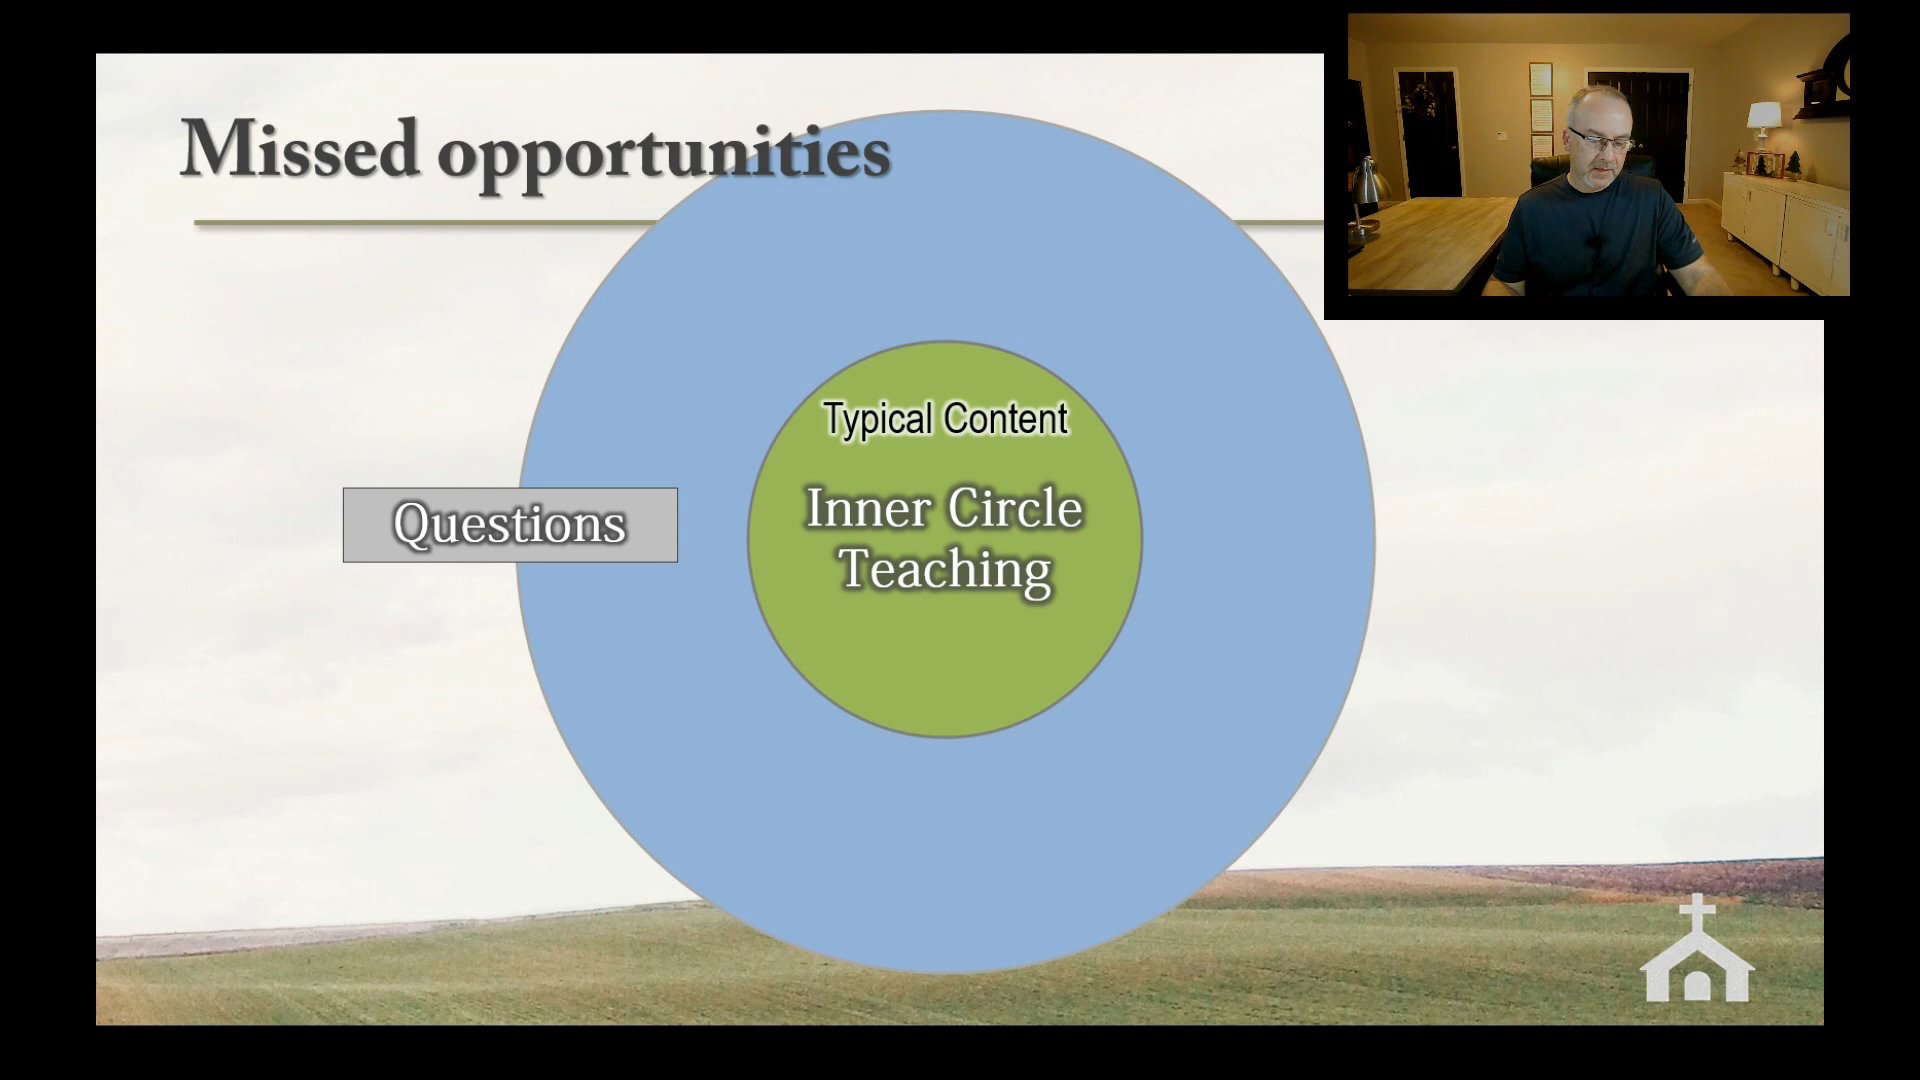 Missed opportunities
Typical Content
Inner Circle
Teaching
Questions